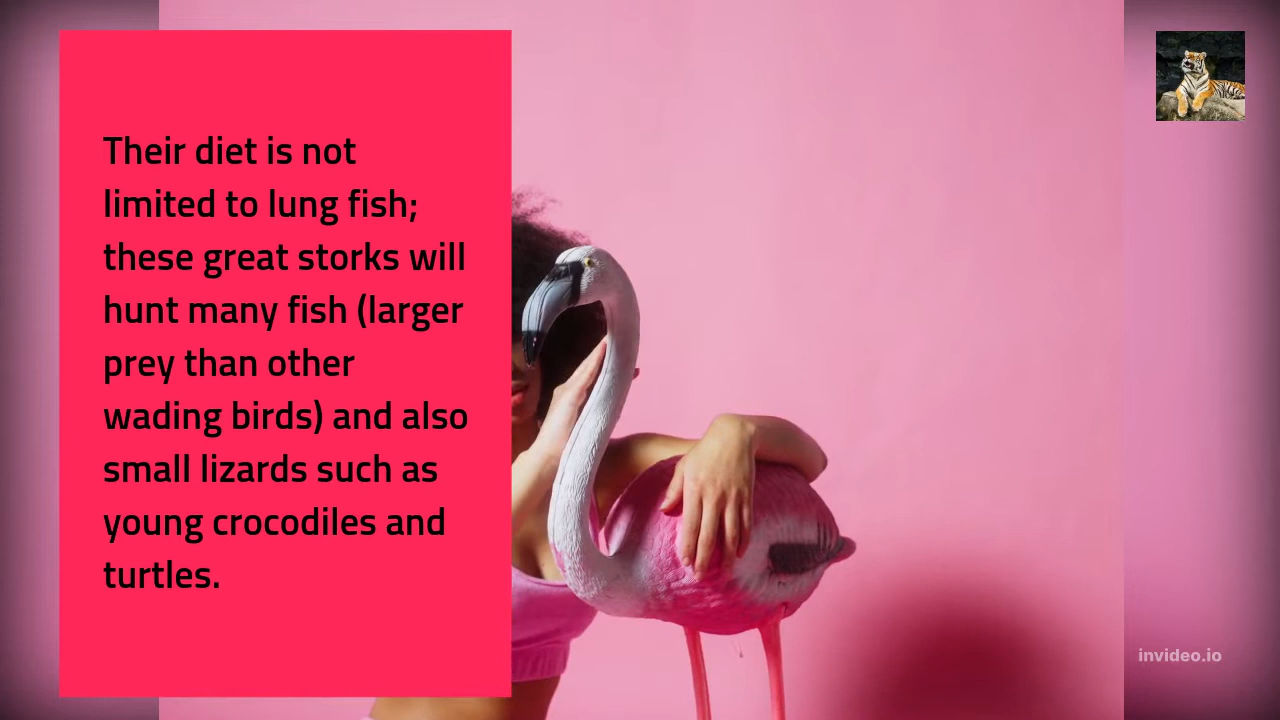 Their diet is not
limited to lung fish;
these great storks will
hunt many fish (larger
prey than other
wading birds) and also
small lizards such as
young crocodiles and
turtles.
invideo.io